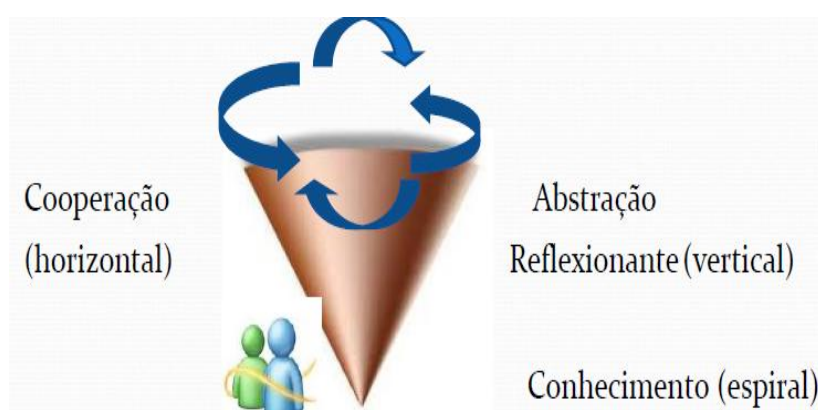 Cooperação
(horizontal)
Abstração
Reflexionante (vertical)
Conhecimento (espiral)